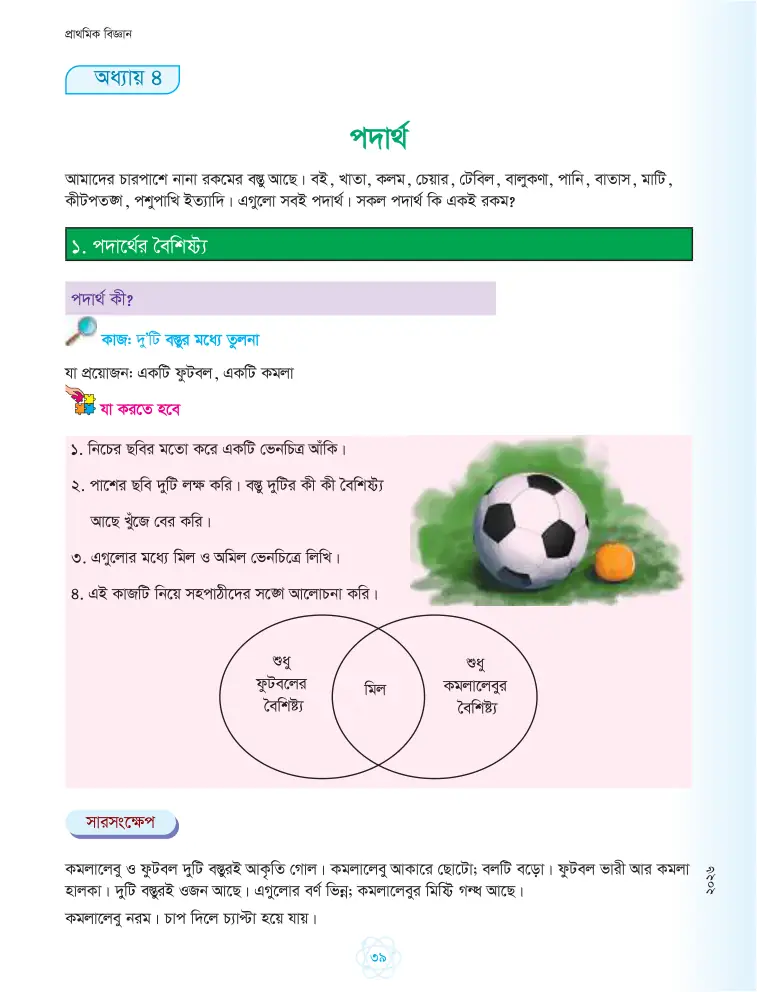 প্রাথমিক বিজ্ঞান
অধ্যায় ৪
পদার্থ
আমাদের চারপাশে নানা রকমের বস্তু আছে। বই, খাতা, কলম, চেয়ার, টেবিল, বালুকণা, পানি, বাতাস, মাটি,
কীটপতঙ্গ, পশুপাখি ইত্যাদি। এগুলো সবই পদার্থ। সকল পদার্থ কি একই রকম?
১. পদার্থের বৈশিষ্ট্য
পদার্থ কী?
কাজ: দু'টি বস্তুর মধ্যে তুলনা
যা প্রয়োজন: একটি ফুটবল, একটি কমলা
যা করতে হবে
১. নিচের ছবির মতো করে একটি ভেনচিত্র আঁকি।
২. পাশের ছবি দুটি লক্ষ করি। বস্তু দুটির কী কী বৈশিষ্ট্য
আছে খুঁজে বের করি।
৩. এগুলোর মধ্যে মিল ও অমিল ভেনচিত্রে লিখি।
৪. এই কাজটি নিয়ে সহপাঠীদের সঙ্গে আলোচনা করি।
শুধু
ফুটবলের
বৈশিষ্ট্য
মিল
শুধু
কমলালেবুর
বৈশিষ্ট্য
সারসংক্ষেপ
কমলালেবু ও ফুটবল দুটি বস্তুরই আকৃতি গোল। কমলালেবু আকারে ছোটো; বলটি বড়ো। ফুটবল ভারী আর কমলা
হালকা। দুটি বস্তুরই ওজন আছে। এগুলোর বর্ণ ভিন্ন; কমলালেবুর মিষ্টি গন্ধ আছে।
কমলালেবু নরম। চাপ দিলে চ্যাপ্টা হয়ে যায়।
২০২৬
৩৯